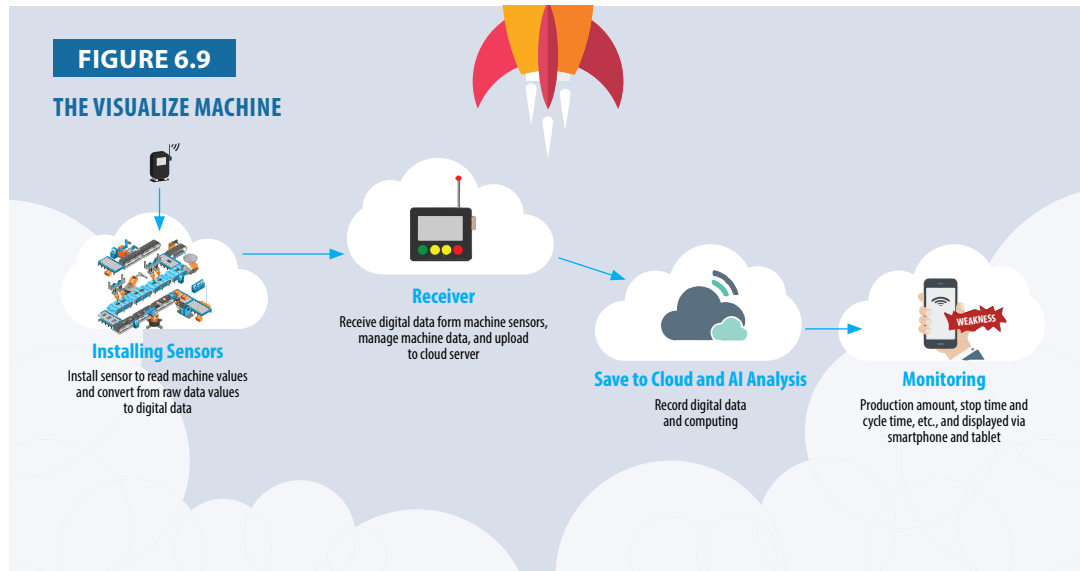 FIGURE 6.9
THE VISUALIZE MACHINE
Installing Sensors
Install sensor to read machine values
and convert from raw data values
to digital data
Receiver
Receive digital data form machine sensors,
manage machine data, and upload
to cloud server
Save to Cloud and AI Analysis
Record digital data
and computing
WEAKNESS
Monitoring
Production amount, stop time and
cycle time, etc., and displayed via
smartphone and tablet